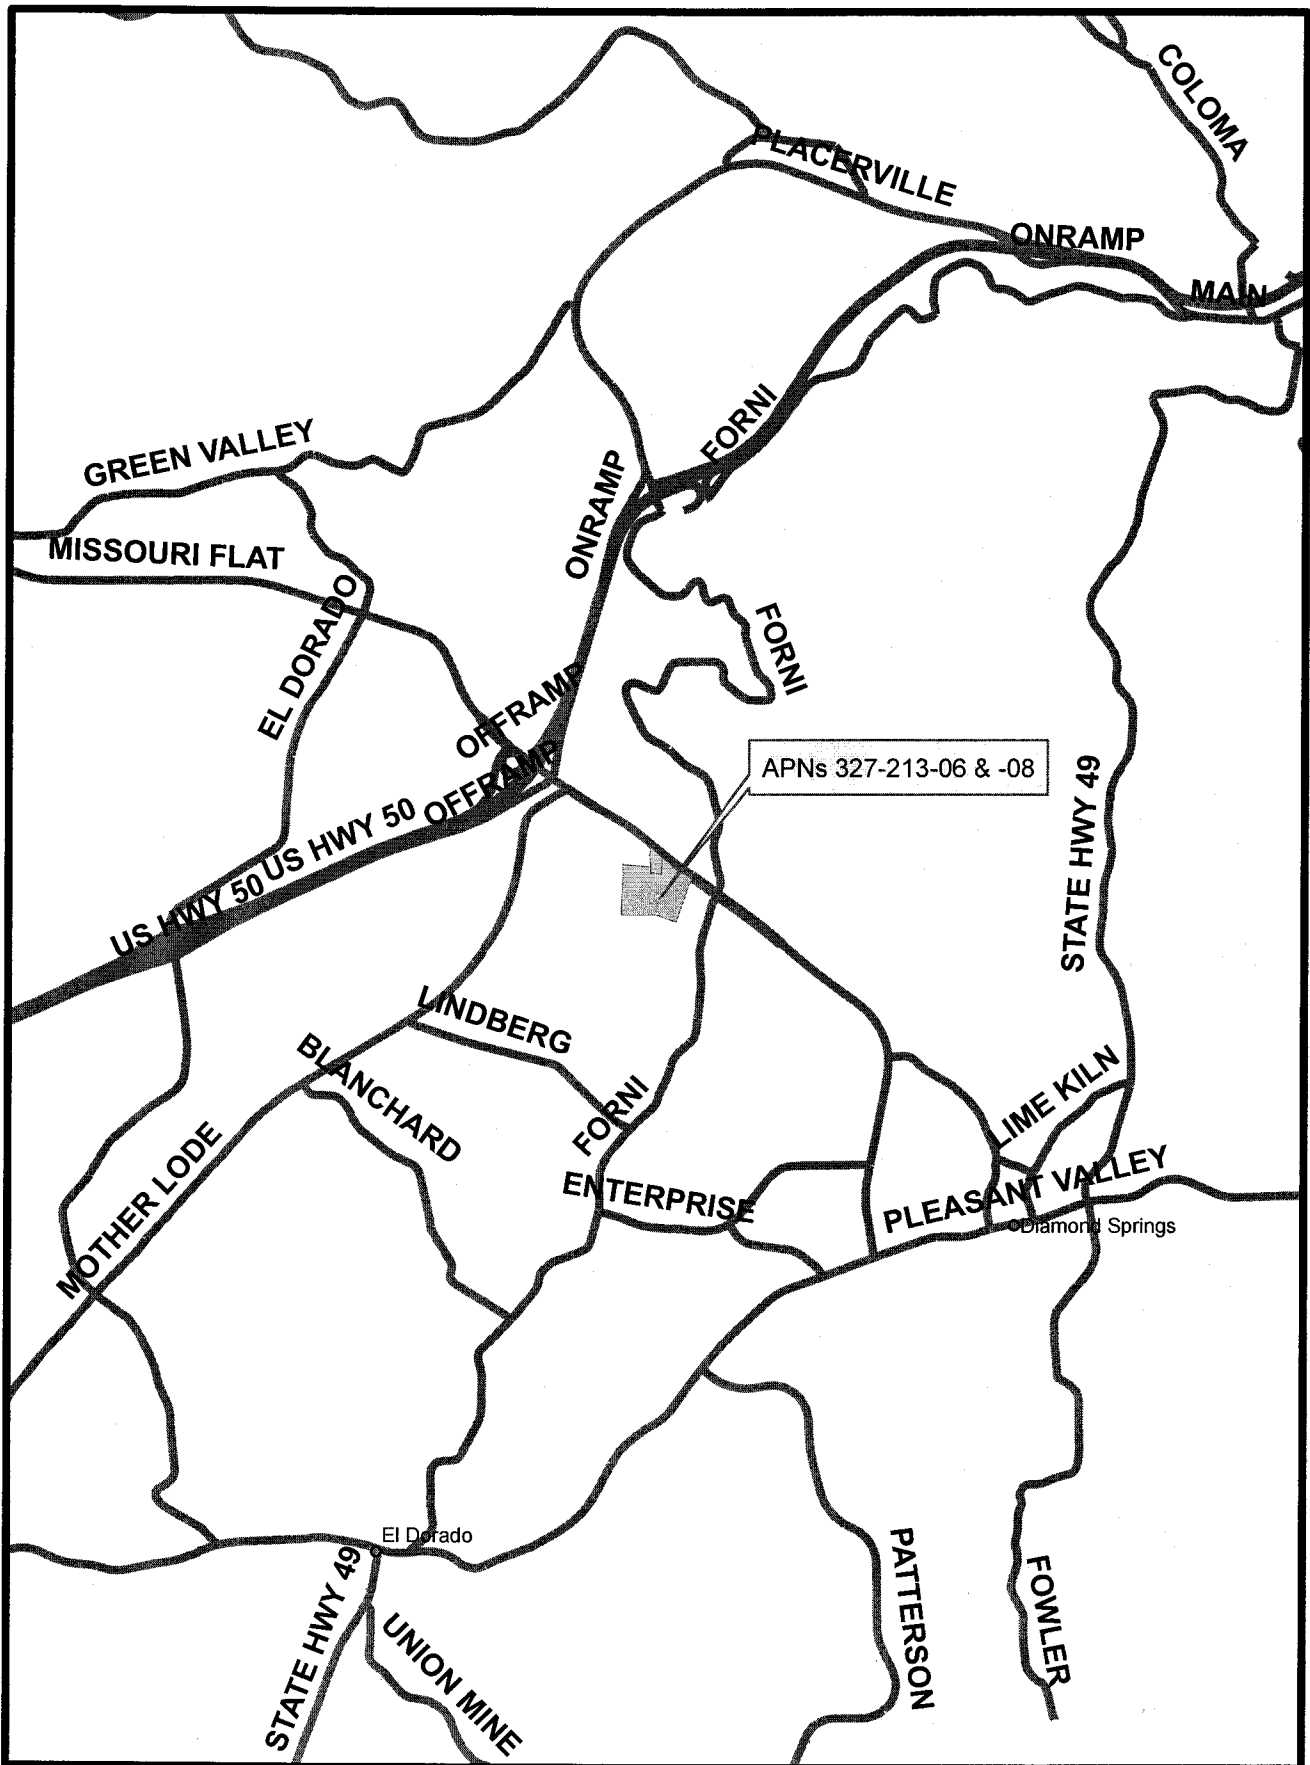 COLOMA
PLACERVILLE
ONRAMP
MAIN
FORNI
GREEN VALLEY
ONRAMP
MISSOURI FLAT
EL DORADO
FORNI
OFFRAMP
OFFRAMP
APNs 327-213-06 & -08
US HWY 50
US HWY 50
STATE HWY 49
LINDBERG
BLANCHARD
FORNI
LIME KILN
MOTHER LODE
ENTERPRISE
PLEASANT VALLEY
Diamond Springs
El Dorado
STATE HWY 49
UNION MINE
PATTERSON
FOWLER